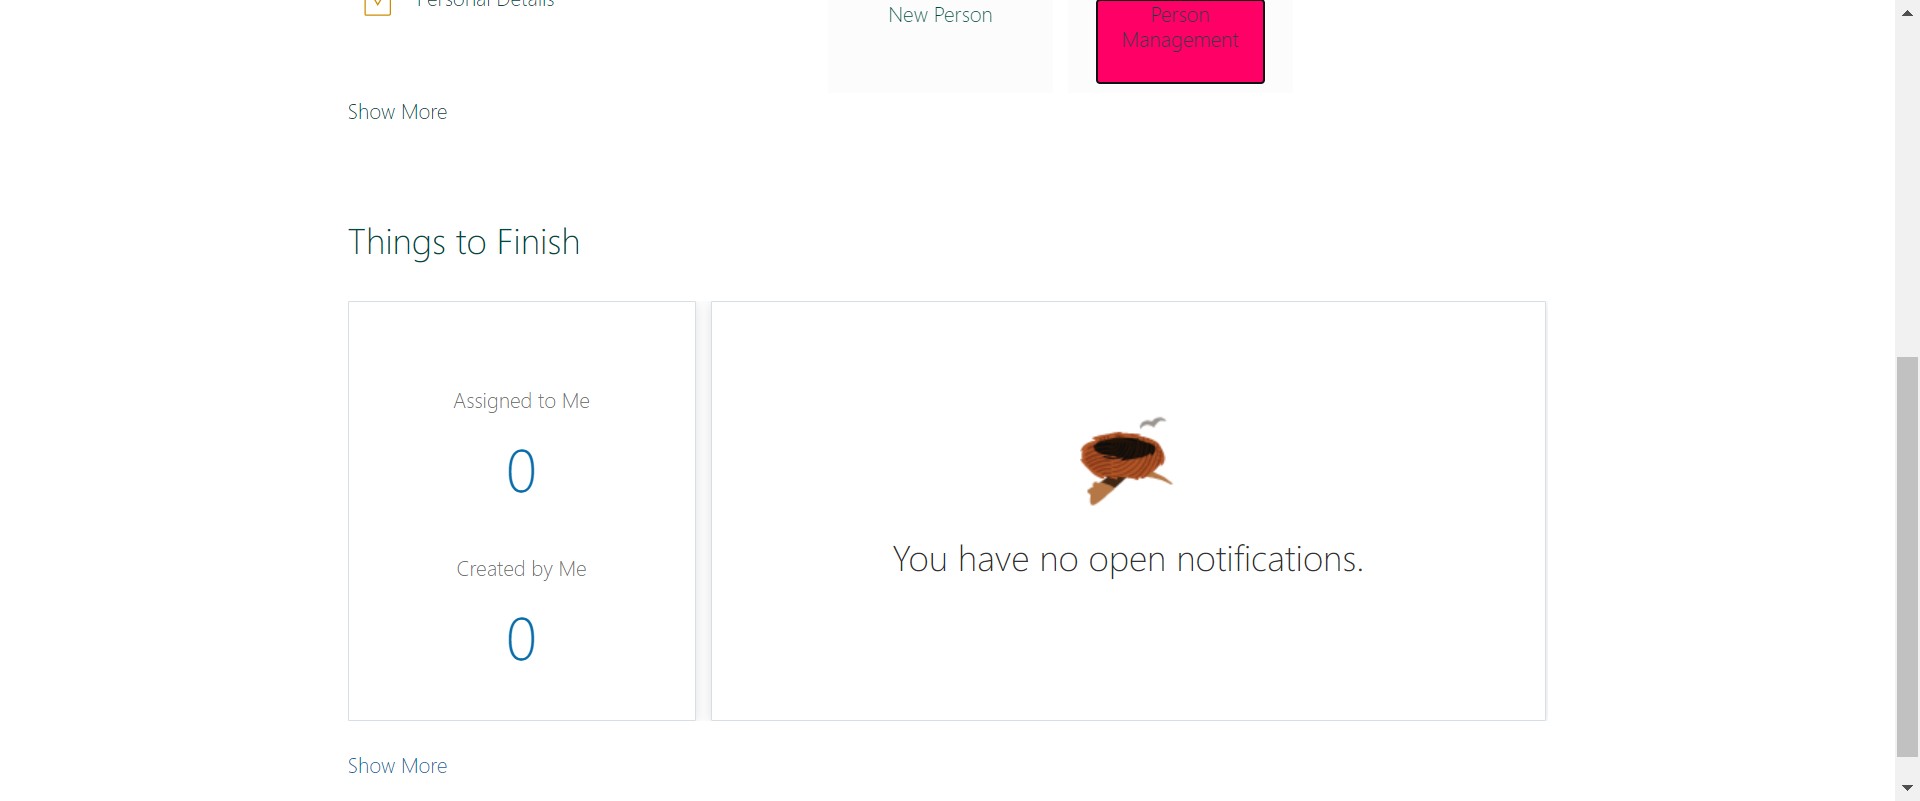 Personal Details
New Person
Person
Management
Show More
Things to Finish
Assigned to Me
0
Created by Me
0
You have no open notifications.
Show More